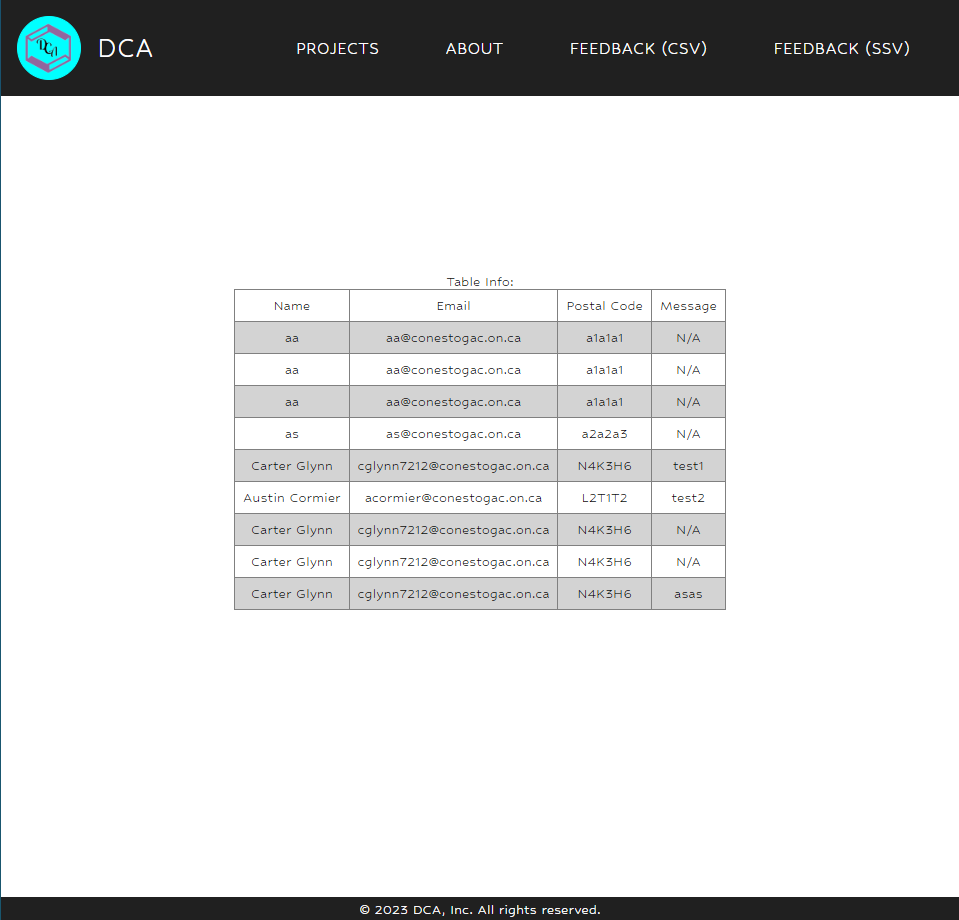 DCA
DCA PROJECTS ABOUT FEEDBACK (CSV) FEEDBACK (SSV)
Table Info:
Name Email Postal Code Message
aa aa@conestogac.on.ca a1a1a1 N/A
aa aa@conestogac.on.ca a1a1a1 N/A
aa aa@conestogac.on.ca a1a1a1 N/A
as as@conestogac.on.ca a2a2a3 N/A
Carter Glynn cglynn7212@conestogac.on.ca N4K3H6 test1
Austin Cormier acormier@conestogac.on.ca L2T1T2 test2
Carter Glynn cglynn7212@conestogac.on.ca N4K3H6 N/A
Carter Glynn cglynn7212@conestogac.on.ca N4K3H6 N/A
Carter Glynn cglynn7212@conestogac.on.ca N4K3H6 asas
© 2023 DCA, Inc. All rights reserved.